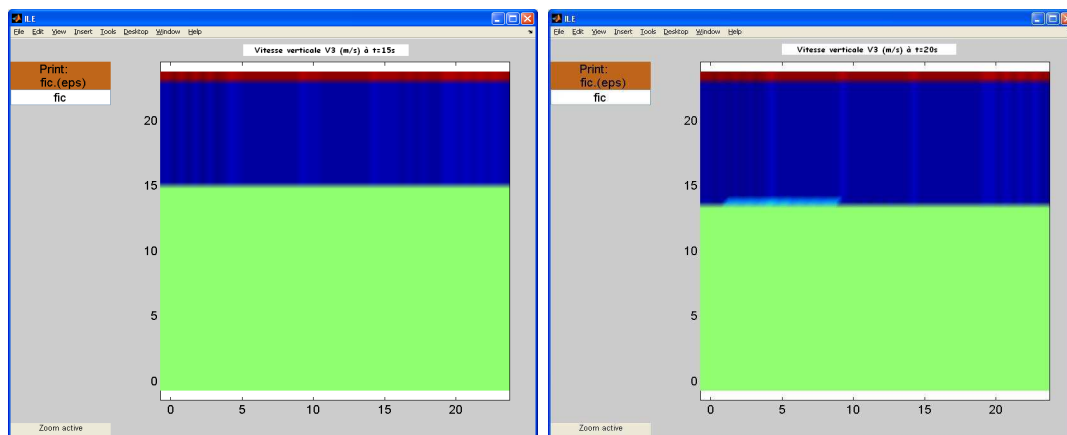 ILE
File Edit View Insert Tools Desktop Window Help
Vitesse verticale V3 (m/s) à t=15s
Print:
fic.(eps)
fic
20
15
10
5
0
0 5 10 15 20
Zoom active
ILE
File Edit View Insert Tools Desktop Window Help
Vitesse verticale V3 (m/s) à t=20s
Print:
fic.(eps)
fic
20
15
10
5
0
0 5 10 15 20
Zoom active